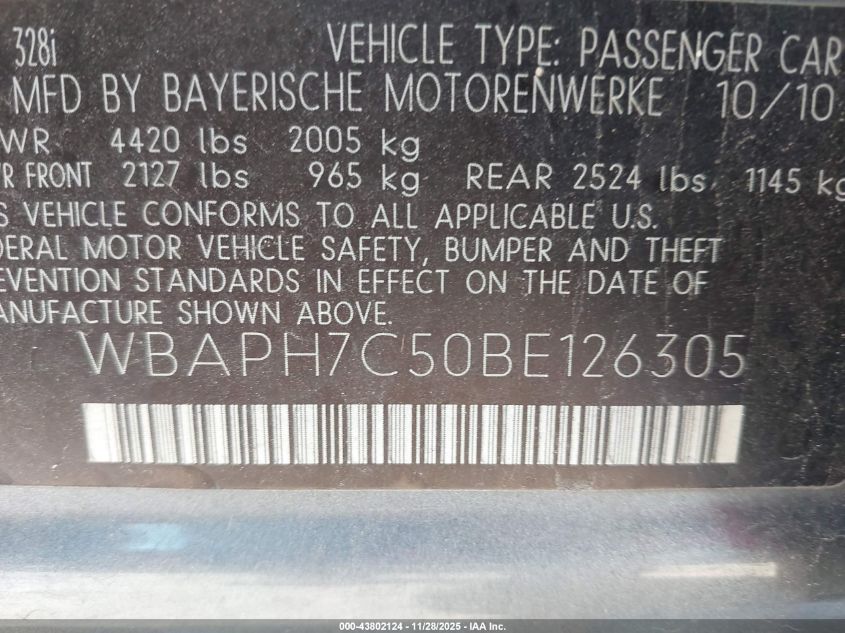 328i VEHICLE TYPE: PASSENGER CAR
MFD BY BAYERISCHE MOTORENWERKE 10/10
WR 4420 lbs 2005 kg
R FRONT 2127 lbs 965 kg REAR 2524 lbs 1145 kg
S VEHICLE CONFORMS TO ALL APPLICABLE U.S.
DERAL MOTOR VEHICLE SAFETY, BUMPER AND THEFT
EVENTION STANDARDS IN EFFECT ON THE DATE OF
ANUFACTURE SHOWN ABOVE.
WBAPH7C50BE126305
000-43802124 - 11/28/2025 - IAA Inc.